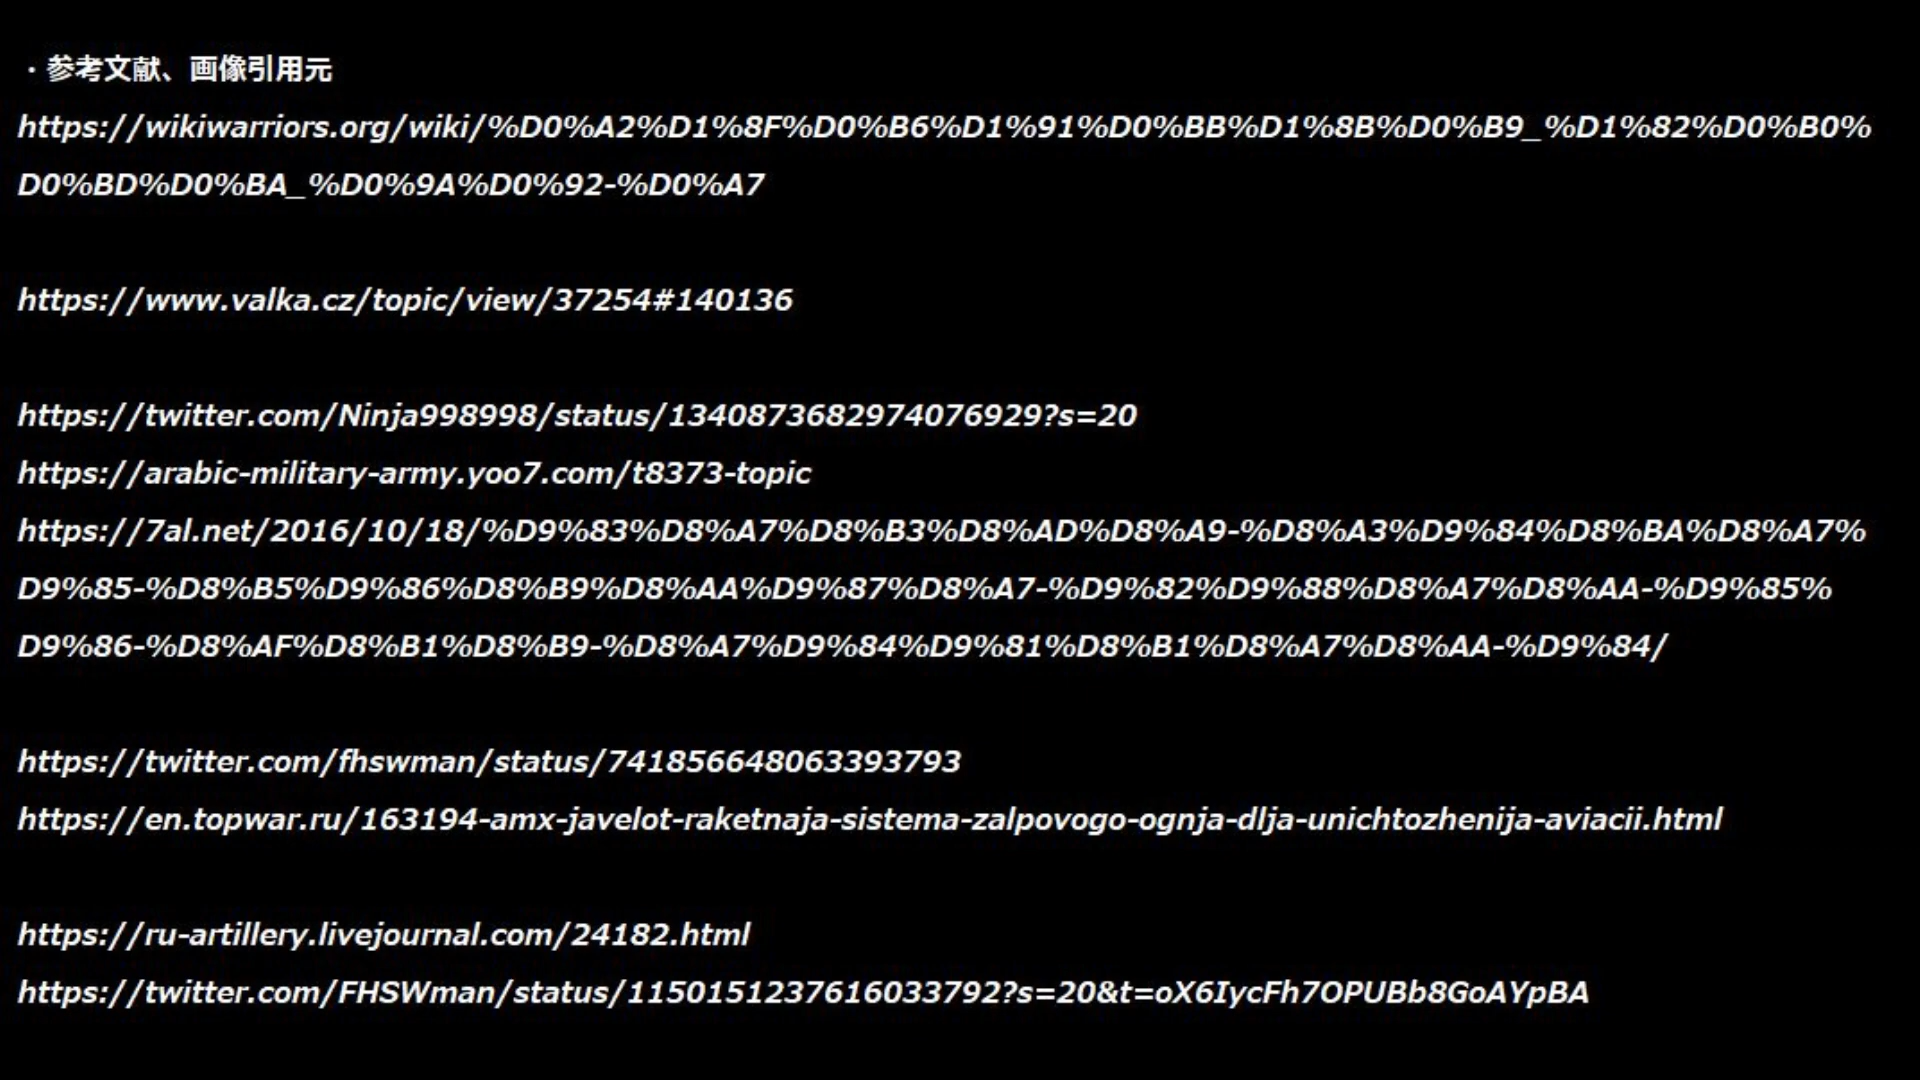 ・参考文献、画像引用元
https://wikiwarriors.org/wiki/%D0%A2%D1%8F%D0%B6%D1%91%D0%BB%D1%8B%D0%B9_%D1%82%D0%B0%
D0%BD%D0%BA_%D0%9A%D0%92-%D0%A7
https://www.valka.cz/topic/view/37254#140136
https://twitter.com/Ninja998998/status/1340873682974076929?s=20
https://arabic-military-army.yoo7.com/t8373-topic
https://7al.net/2016/10/18/%D9%83%D8%A7%D8%B3%D8%AD%D8%A9-%D8%A3%D9%84%D8%BA%D8%A7%
D9%85-%D8%B5%D9%86%D8%B9%D8%AA%D9%87%D8%A7-%D9%82%D9%88%D8%A7%D8%AA-%D9%85%
D9%86-%D8%AF%D8%B1%D8%B9-%D8%A7%D9%84%D9%81%D8%B1%D8%A7%D8%AA-%D9%84/
https://twitter.com/fhswman/status/741856648063393793
https://en.topwar.ru/163194-amx-javelot-raketnaja-sistema-zalpovogo-ognja-dlja-unichtozhenija-aviacii.html
https://ru-artillery.livejournal.com/24182.html
https://twitter.com/FHSWman/status/1150151237616033792?s=20&t=oX6IycFh7OPUBb8GoAYpBA